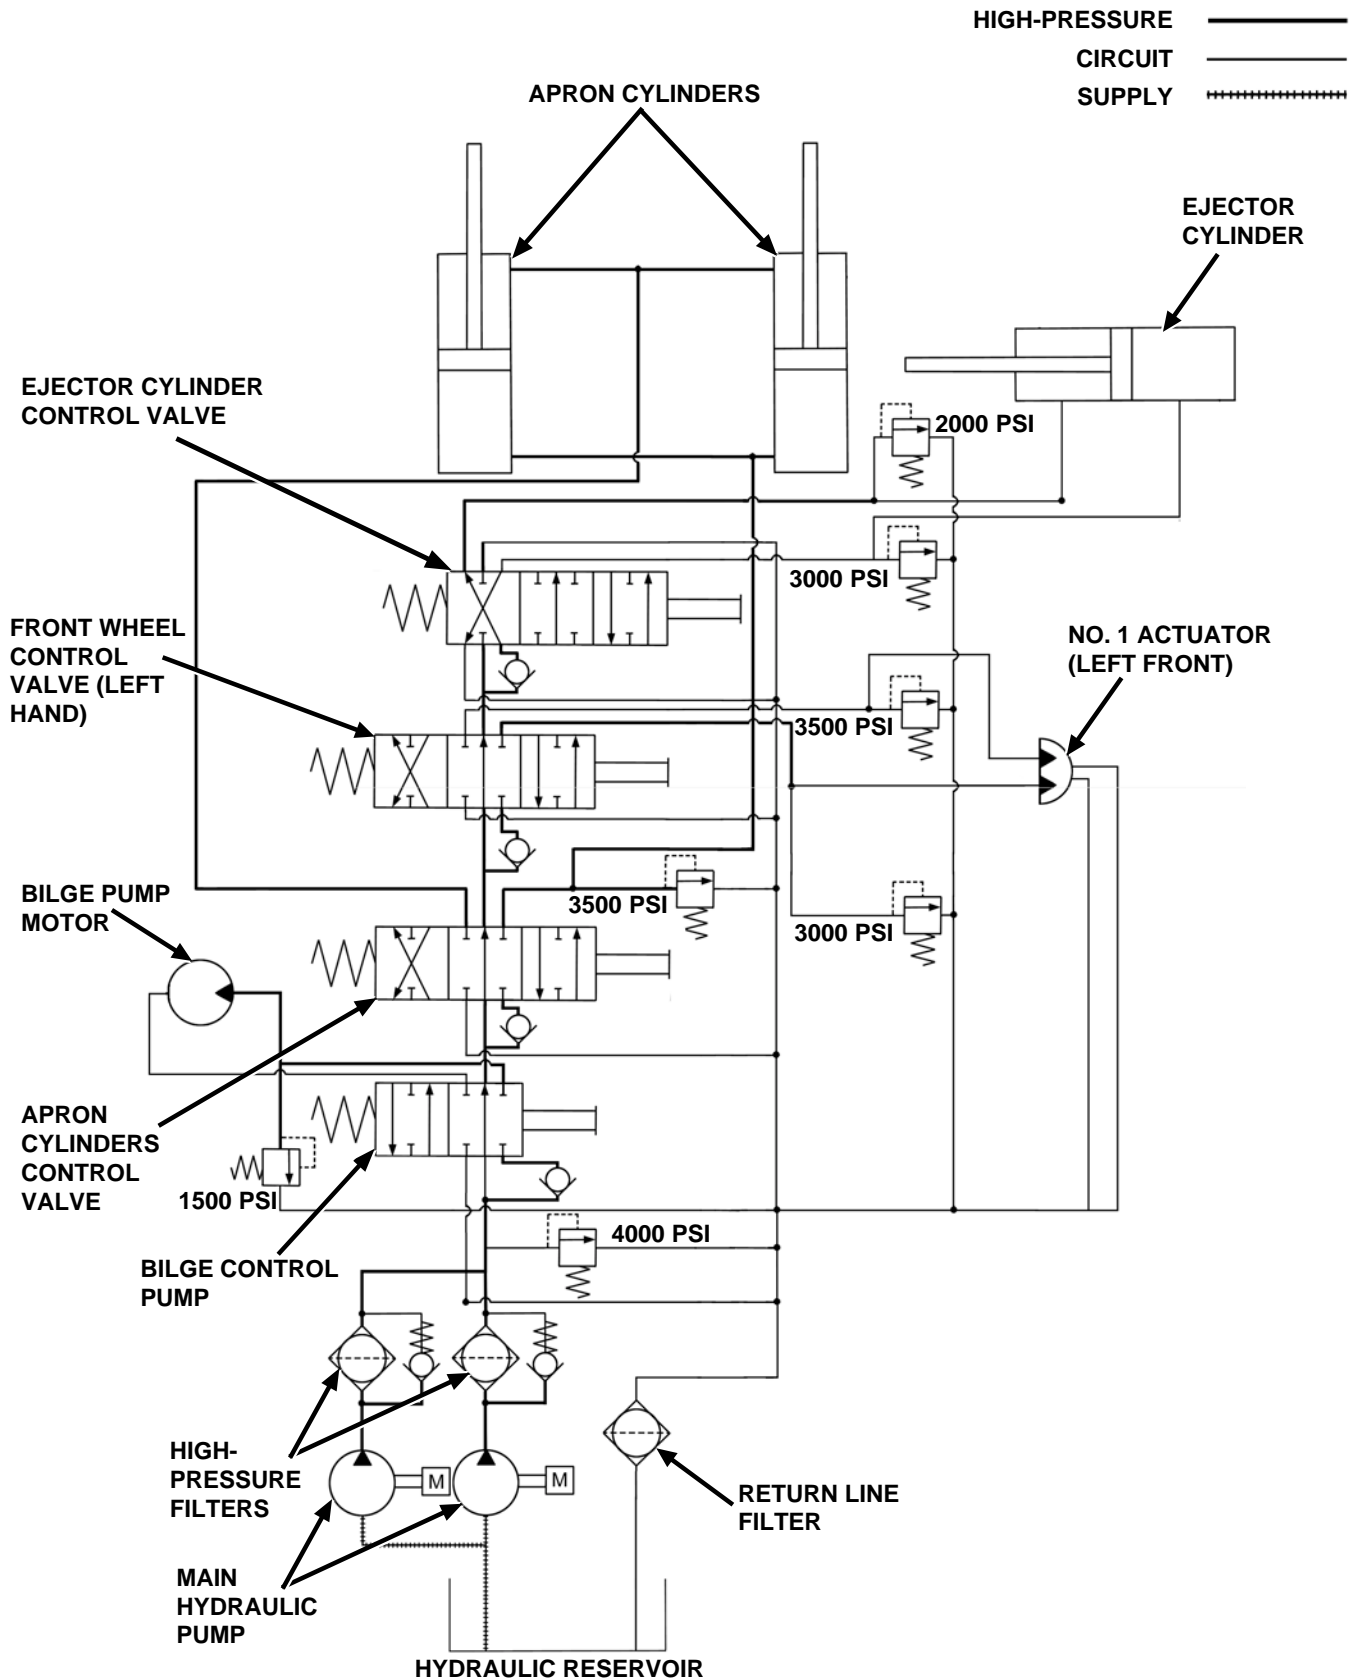 HIGH-PRESSURE
CIRCUIT
SUPPLY
APRON CYLINDERS
EJECTOR
CYLINDER
EJECTOR CYLINDER
CONTROL VALVE
2000 PSI
3000 PSI
FRONT WHEEL
CONTROL
VALVE (LEFT
HAND)
NO. 1 ACTUATOR
(LEFT FRONT)
3500 PSI
BILGE PUMP
MOTOR
3500 PSI
3000 PSI
APRON
CYLINDERS
CONTROL
VALVE
1500 PSI
4000 PSI
BILGE CONTROL
PUMP
HIGH-
PRESSURE
FILTERS
M
M
RETURN LINE
FILTER
MAIN
HYDRAULIC
PUMP
HYDRAULIC RESERVOIR